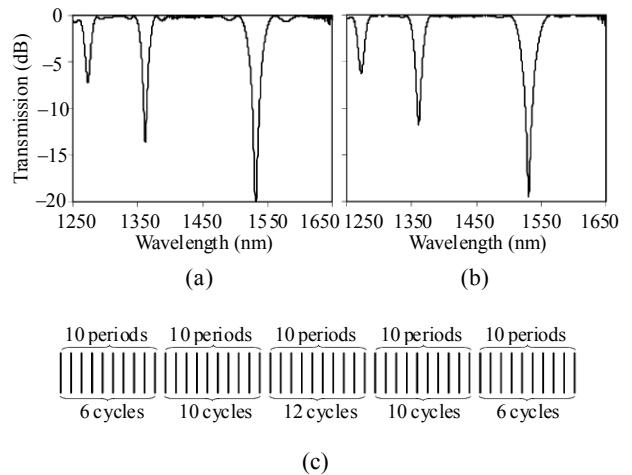 0
−5
−10
−15
−20
Transmission (dB)
1250 1350 1450 1550 1650
Wavelength (nm)
(a)
1250 1350 1450 1550 1650
Wavelength (nm)
(b)
10 periods 10 periods 10 periods 10 periods 10 periods
6 cycles 10 cycles 12 cycles 10 cycles 6 cycles
(c)